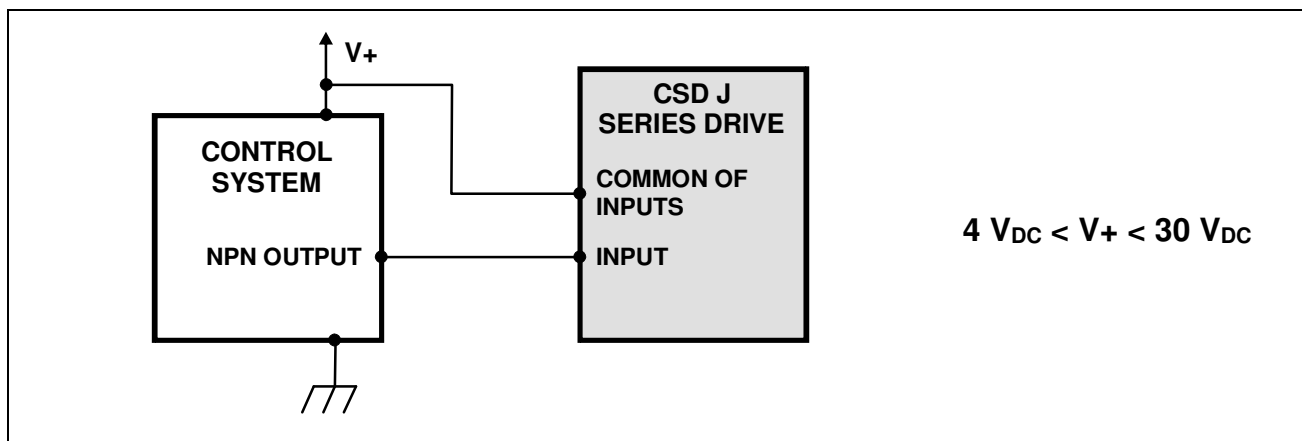 V+
CONTROL
SYSTEM
NPN OUTPUT
CSD J
SERIES DRIVE
COMMON OF
INPUTS
INPUT
4 VDC < V+ < 30 VDC